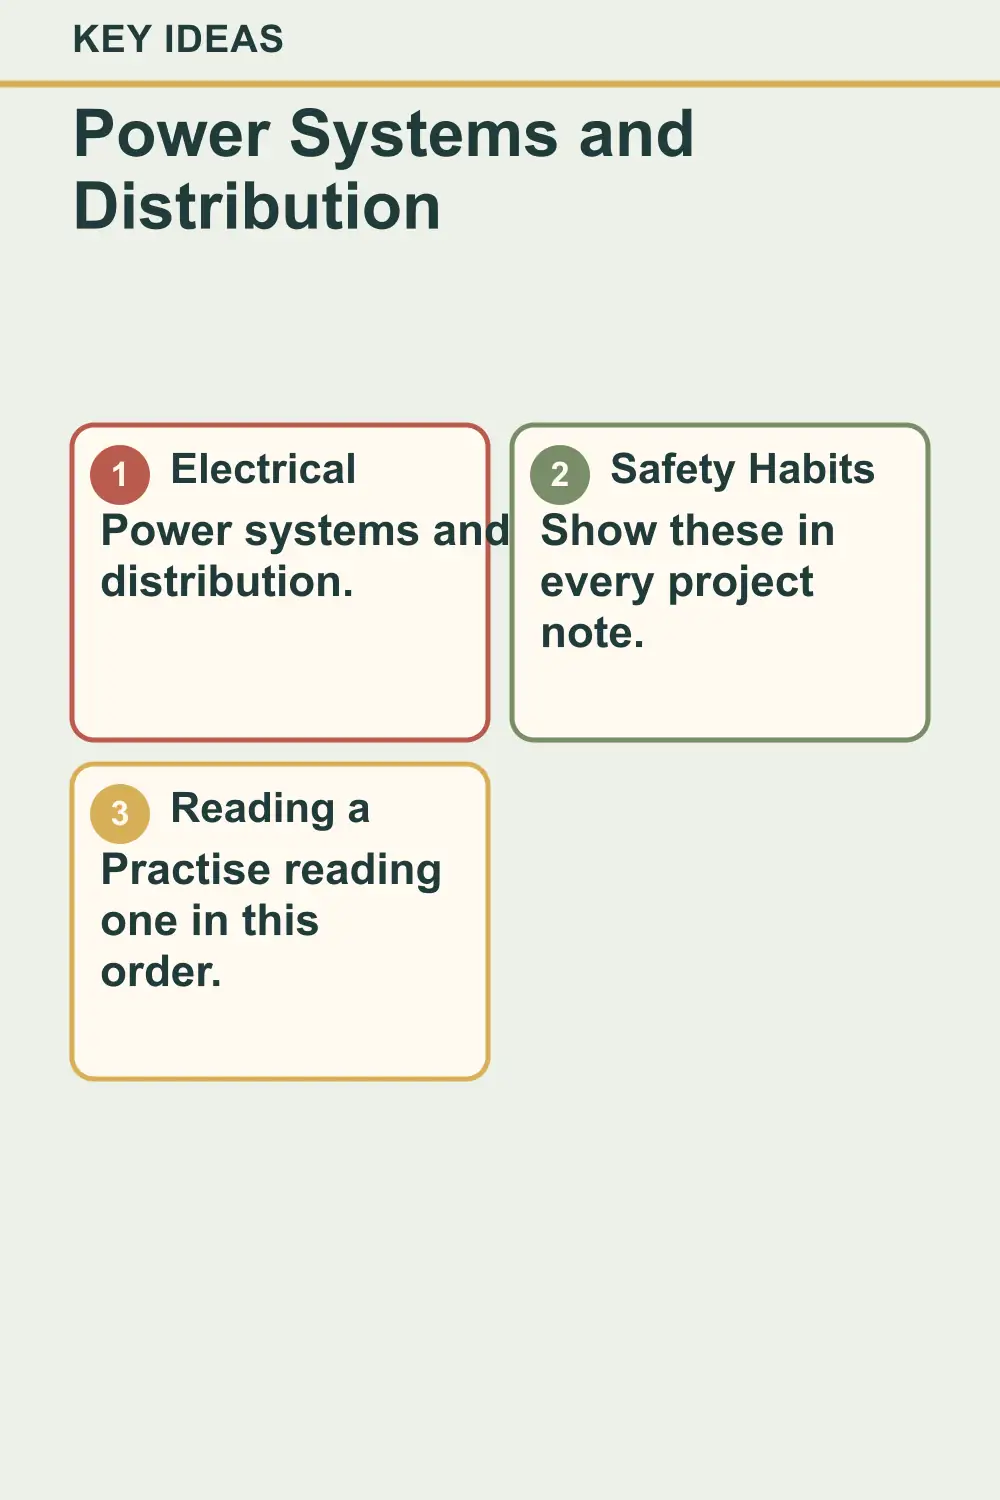 KEY IDEAS
Power Systems and
Distribution
1 Electrical
Power systems and
distribution.
2 Safety Habits
Show these in
every project
note.
3 Reading a
Practise reading
one in this
order.